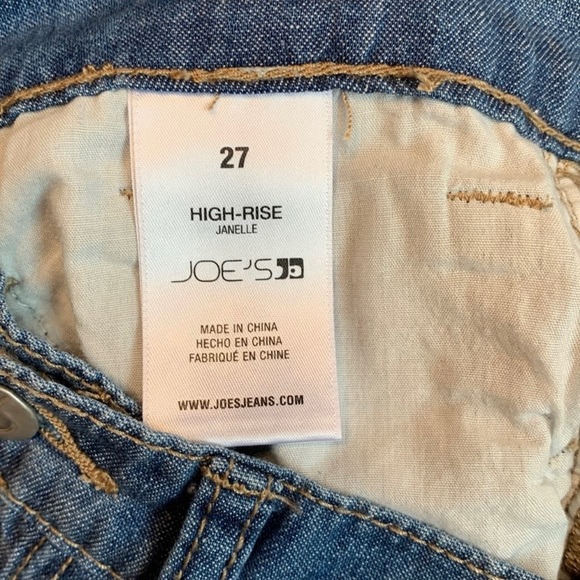 27
HIGH-RISE
JANELLE
JOE'S
MADE IN CHINA
HECHO EN CHINA
FABRIQUÉ EN CHINE
WWW.JOESJEANS.COM